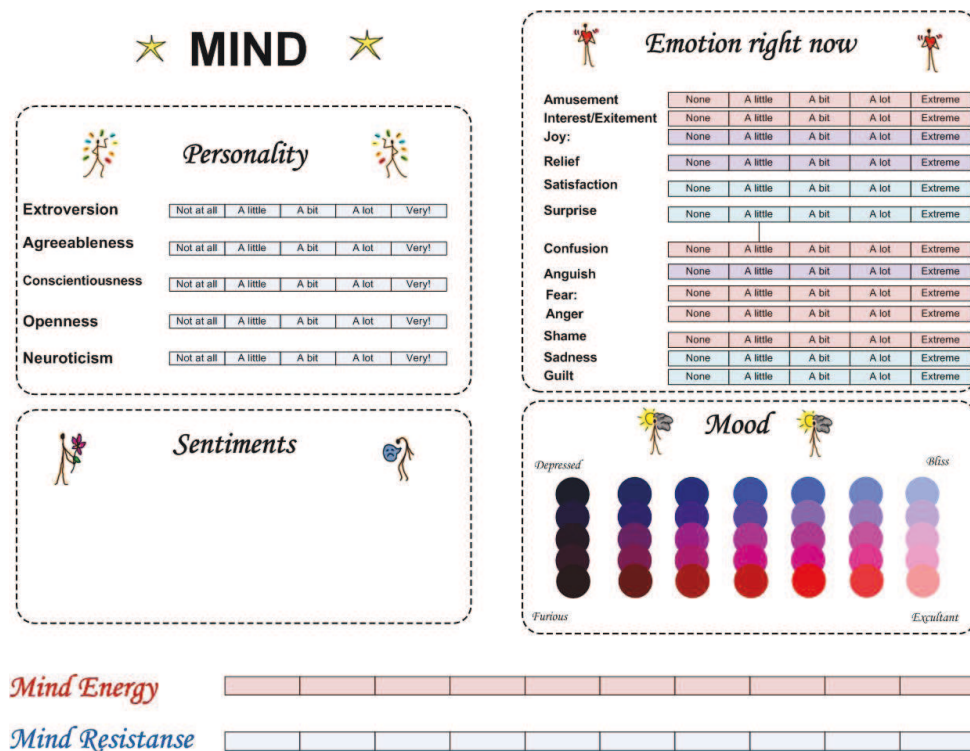 MIND
Personality
Extroversion Not at all A little A bit A lot Very!
Agreeableness Not at all A little A bit A lot Very!
Conscientiousness Not at all A little A bit A lot Very!
Openness Not at all A little A bit A lot Very!
Neuroticism Not at all A little A bit A lot Very!
Sentiments
Emotion right now
Amusement None A little A bit A lot Extreme
Interest/Exitement None A little A bit A lot Extreme
Joy: None A little A bit A lot Extreme
Relief None A little A bit A lot Extreme
Satisfaction None A little A bit A lot Extreme
Surprise None A little A bit A lot Extreme
Confusion None A little A bit A lot Extreme
Anguish None A little A bit A lot Extreme
Fear: None A little A bit A lot Extreme
Anger None A little A bit A lot Extreme
Shame None A little A bit A lot Extreme
Sadness None A little A bit A lot Extreme
Guilt None A little A bit A lot Extreme
Mood
Depressed Bliss
Furious Excultant
Mind Energy
Mind Resistanse